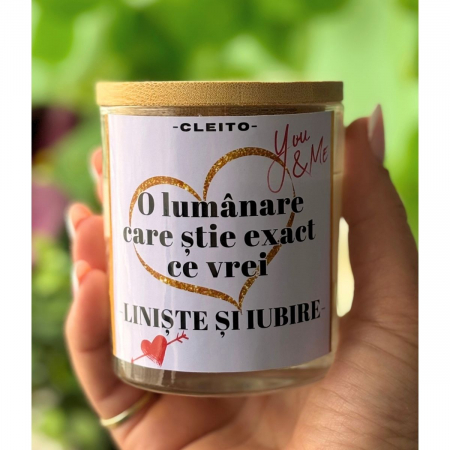 -CLEITO-
You
& ME
O lumânare
care știe exact
ce vrei
-LINIȘTE ȘI IUBIRE-